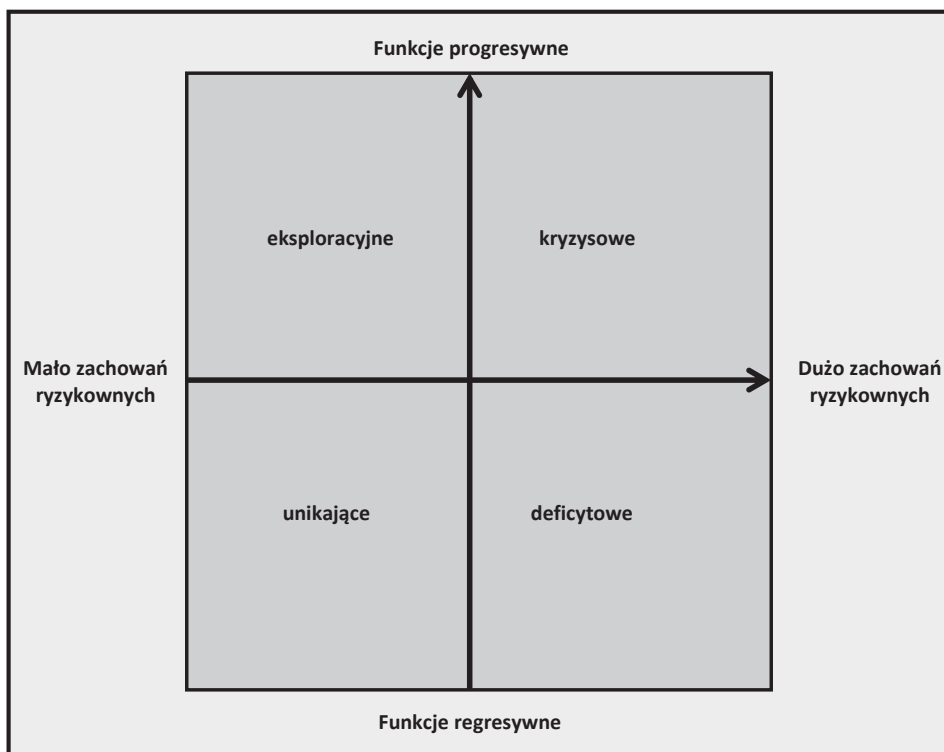 Funkcje progresywne
eksploracyjne
kryzysowe
Mało zachowań
ryzykownych
Dużo zachowań
ryzykownych
unikające
deficytowe
Funkcje regresywne